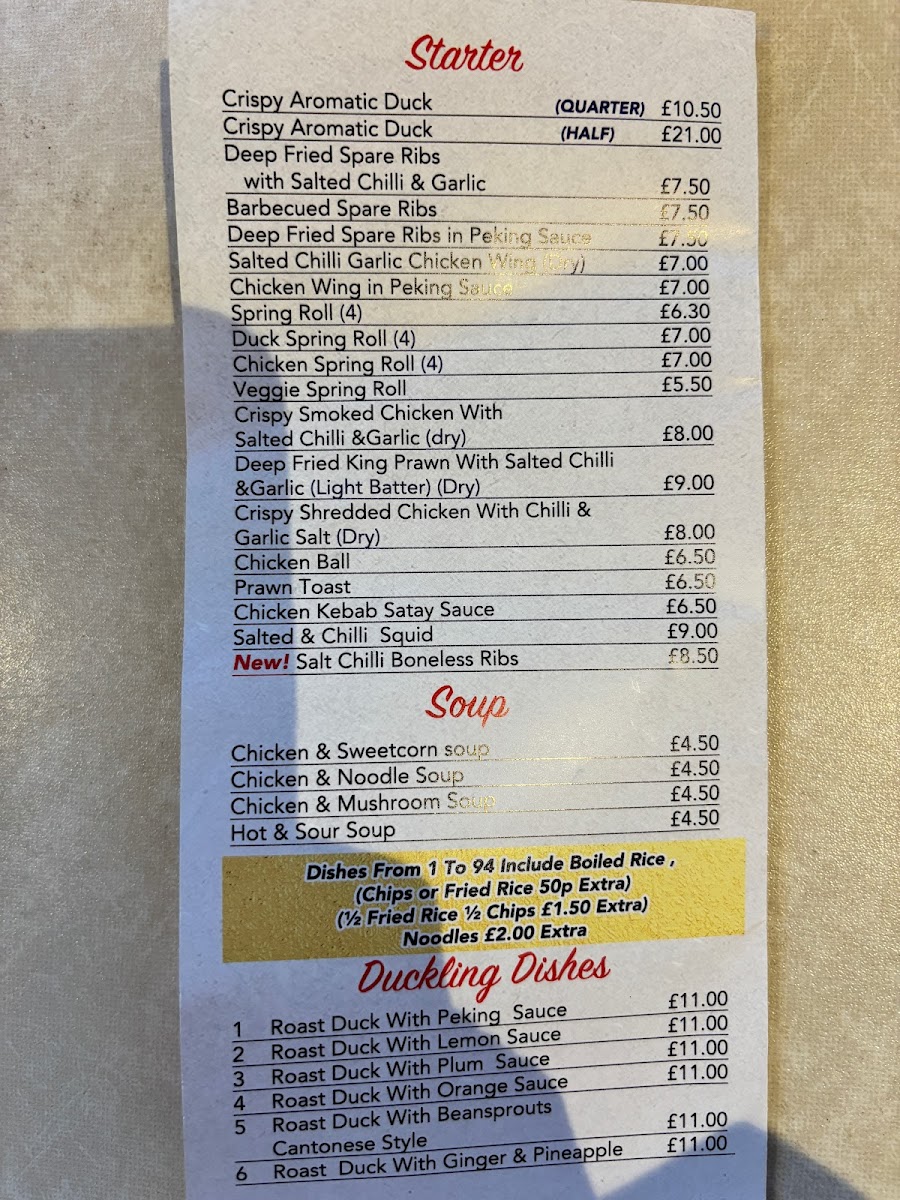 Starter
Crispy Aromatic Duck (QUARTER) £10.50
Crispy Aromatic Duck (HALF) £21.00
Deep Fried Spare Ribs
with Salted Chilli & Garlic £7.50
Barbecued Spare Ribs £7.50
Deep Fried Spare Ribs in Peking Sauce £7.50
Salted Chilli Garlic Chicken Wing (Dry) £7.00
Chicken Wing in Peking Sauce £7.00
Spring Roll (4) £6.30
Duck Spring Roll (4) £7.00
Chicken Spring Roll (4) £7.00
Veggie Spring Roll £5.50
Crispy Smoked Chicken With
Salted Chilli &Garlic (dry) £8.00
Deep Fried King Prawn With Salted Chilli
&Garlic (Light Batter) (Dry) £9.00
Crispy Shredded Chicken With Chilli &
Garlic Salt (Dry) £8.00
Chicken Ball £6.50
Prawn Toast £6.50
Chicken Kebab Satay Sauce £6.50
Salted & Chilli Squid £9.00
New! Salt Chilli Boneless Ribs £8.50
Soup
Chicken & Sweetcorn soup £4.50
Chicken & Noodle Soup £4.50
Chicken & Mushroom Soup £4.50
Hot & Sour Soup £4.50
Dishes From 1 To 94 Include Boiled Rice ,
(Chips or Fried Rice 50p Extra)
(½ Fried Rice ½ Chips £1.50 Extra)
Noodles £2.00 Extra
Duckling Dishes
1 Roast Duck With Peking Sauce £11.00
2 Roast Duck With Lemon Sauce £11.00
3 Roast Duck With Plum Sauce £11.00
4 Roast Duck With Orange Sauce £11.00
5 Roast Duck With Beansprouts
Cantonese Style £11.00
6 Roast Duck With Ginger & Pineapple £11.00